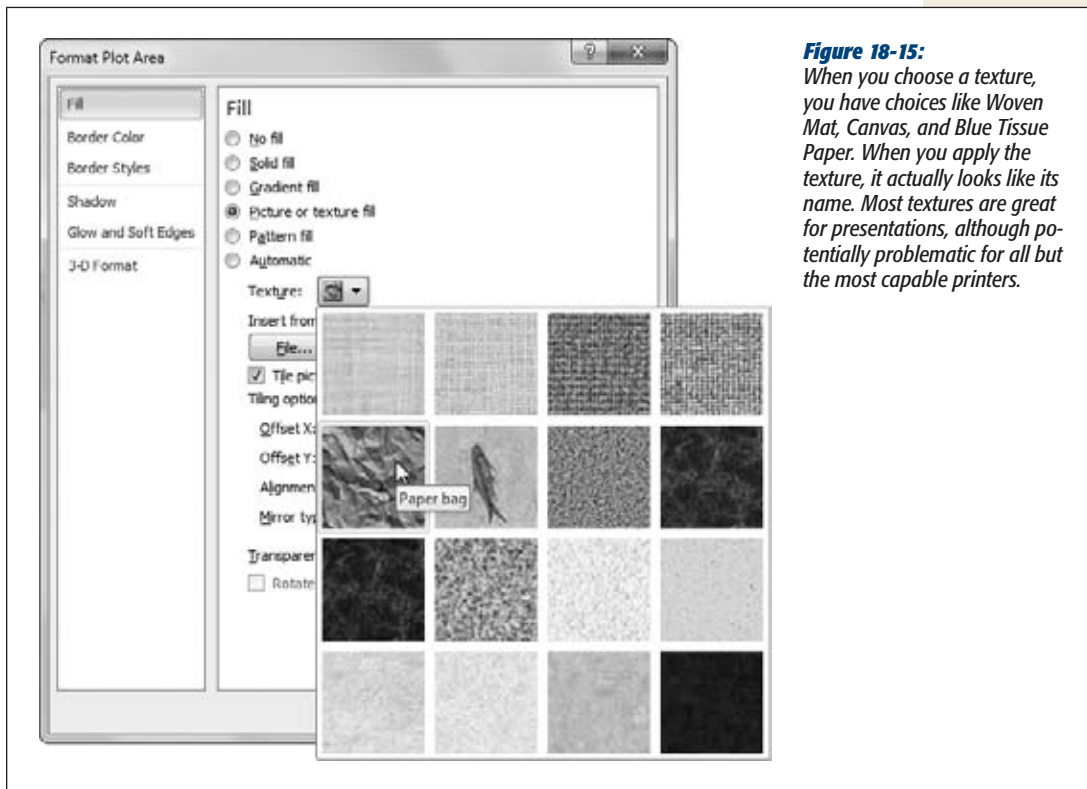 Format Plot Area
Fill
Border Color
Border Styles
Shadow
Glow and Soft Edges
3-D Format
Fill
No fill
Solid fill
Gradient fill
Picture or texture fill
Pattern fill
Automatic
Texture:
Insert from
File...
Tile pic
Tiling optio
Offset X:
Offset Y:
Alignmen
Mirror typ
Transparen
Rotate
Paper bag
Figure 18-15:
When you choose a texture,
you have choices like Woven
Mat, Canvas, and Blue Tissue
Paper. When you apply the
texture, it actually looks like its
name. Most textures are great
for presentations, although po-
tentially problematic for all but
the most capable printers.